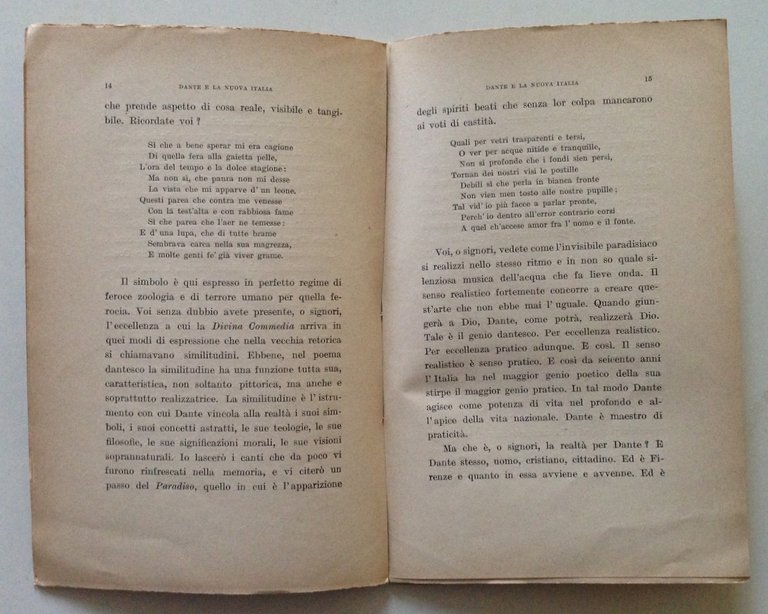 14 DANTE E LA NUOVA ITALIA
che prende aspetto di cosa reale, visibile e tangi-
bile. Ricordate voi ?
Sì che a bene sperar mi era cagione
Di quella fera alla gaietta pelle,
L'ora del tempo e la dolce stagione:
Ma non sì, che paura non mi desse
La vista che mi apparve d'un leone.
Questi parea che contra me venesse
Con la test'alta e con rabbiosa fame
Sì che parea che l'aer ne temesse:
E d'una lupa, che di tutte brame
Sembrava carca nella sua magrezza,
E molte genti fe' già viver grame.
Il simbolo è qui espresso in perfetto regime di
feroce zoologia e di terrore umano per quella fe-
rocia. Voi senza dubbio avete presente, o signori,
l'eccellenza a cui la Divina Commedia arriva in
quei modi di espressione che nella vecchia retorica
si chiamavano similitudini. Ebbene, nel poema
dantesco la similitudine ha una funzione tutta sua,
caratteristica, non soltanto pittorica, ma anche e
soprattutto realizzatrice. La similitudine è l'istru-
mento con cui Dante vincola alla realtà i suoi sim-
boli, i suoi concetti astratti, le sue teologie, le sue
filosofie, le sue significazioni morali, le sue visioni
soprannaturali. Io lascerò i canti che da poco vi
furono rinfrescati nella memoria, e vi citerò un
passo del Paradiso, quello in cui è l'apparizione
DANTE E LA NUOVA ITALIA 15
degli spiriti beati che senza lor colpa mancarono
ai voti di castità.
Quali per vetri trasparenti e tersi,
O ver per acque nitide e tranquille,
Non sì profonde che i fondi sien persi,
Tornan dei nostri visi le postille
Debili sì che perla in bianca fronte
Non vien men tosto alle nostre pupille;
Tal vid' io più facce a parlar pronte,
Perch' io dentro all'error contrario corsi
A quel ch'accese amor fra l'uomo e il fonte.
Voi, o signori, vedete come l'invisibile paradisiaco
si realizzi nello stesso ritmo e in non so quale si-
lenziosa musica dell'acqua che fa lieve onda. Il
senso realistico fortemente concorre a creare que-
st'arte che non ebbe mai l'uguale. Quando giun-
gerà a Dio, Dante, come potrà, realizzerà Dio.
Tale è il genio dantesco. Per eccellenza realistico.
Per eccellenza pratico adunque. E così. Il senso
realistico è senso pratico. E così da seicento anni
l'Italia ha nel maggior genio poetico della sua
stirpe il maggior genio pratico. In tal modo Dante
agisce come potenza di vita nel profondo e al-
l'apice della vita nazionale. Dante è maestro di
praticità.
Ma che è, o signori, la realtà per Dante ? È
Dante stesso, uomo, cristiano, cittadino. Ed è Fi-
renze e quanto in essa avviene e avvenne. Ed è